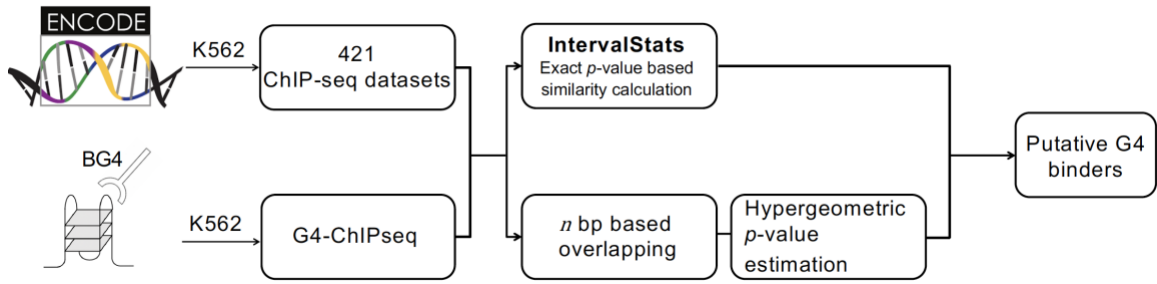 ENCODE
K562
421
ChIP-seq datasets
IntervalStats
Exact p-value based
similarity calculation
Putative G4
binders
BG4
K562
G4-ChIPseq
n bp based
overlapping
Hypergeometric
p-value
estimation